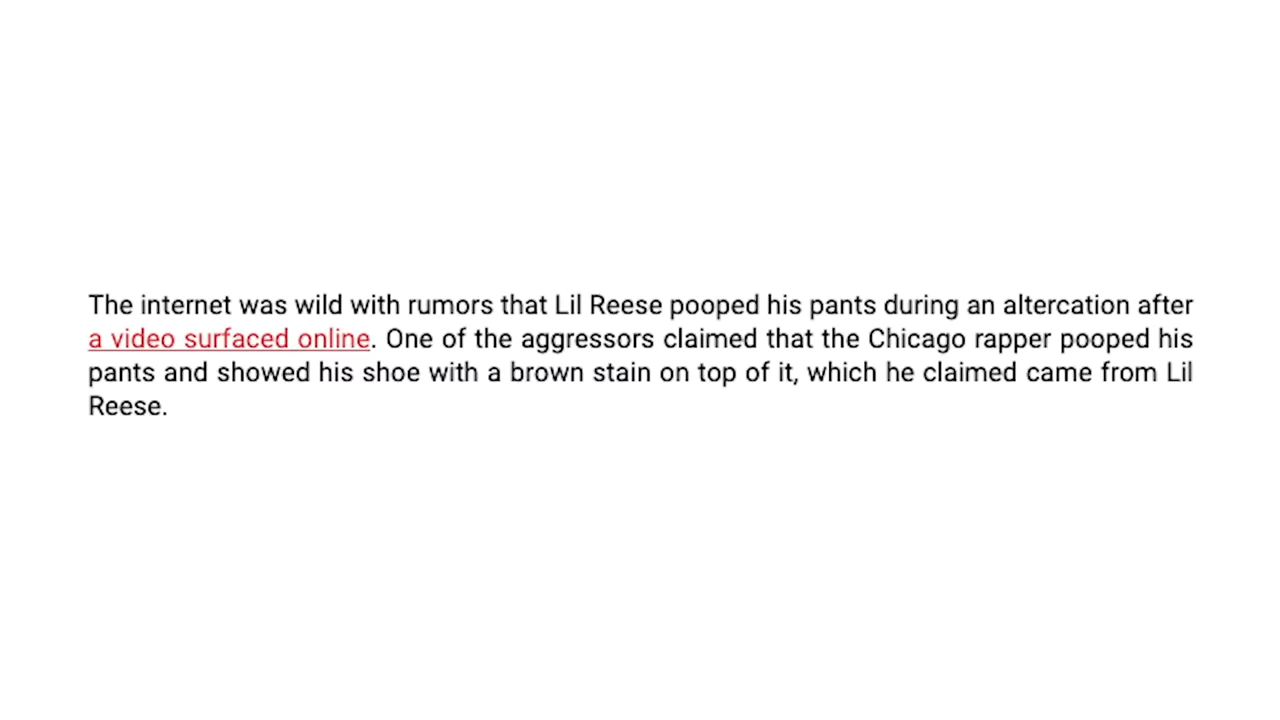 The internet was wild with rumors that Lil Reese pooped his pants during an altercation after
a video surfaced online. One of the aggressors claimed that the Chicago rapper pooped his
pants and showed his shoe with a brown stain on top of it, which he claimed came from Lil
Reese.